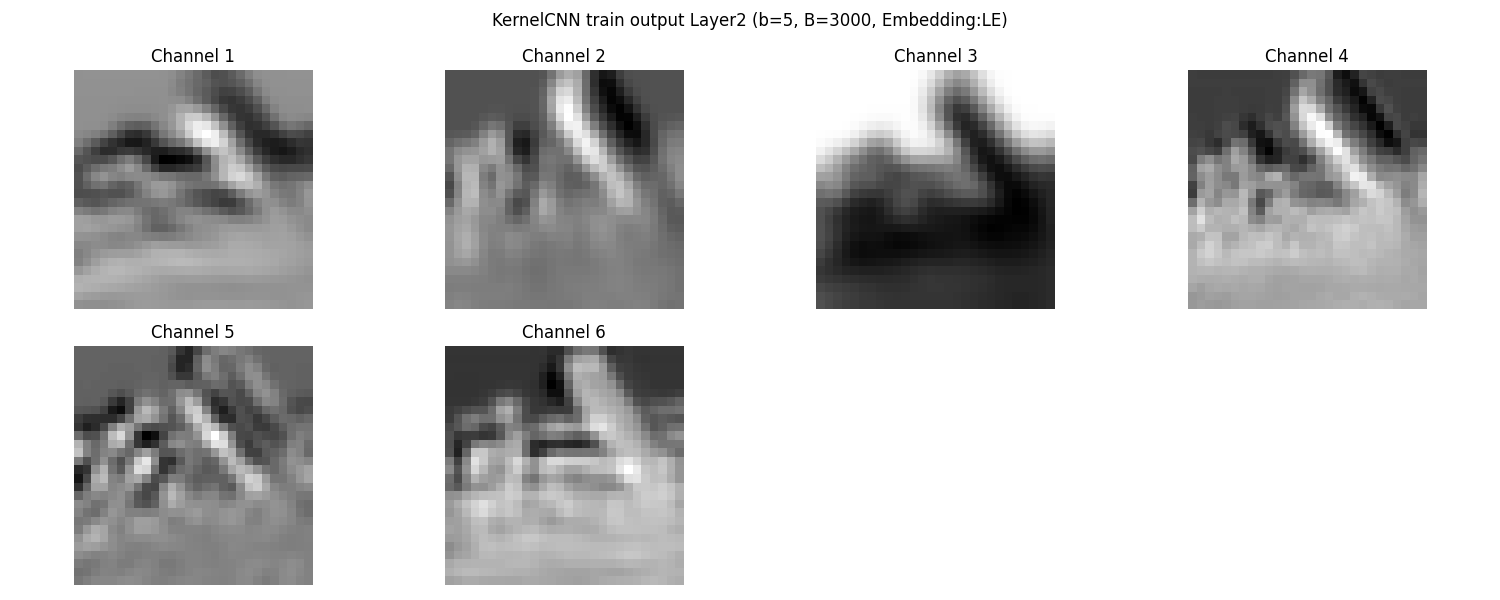 KernelCNN train output Layer2 (b=5, B=3000, Embedding:LE)
Channel 1
Channel 2
Channel 3
Channel 4
Channel 5
Channel 6